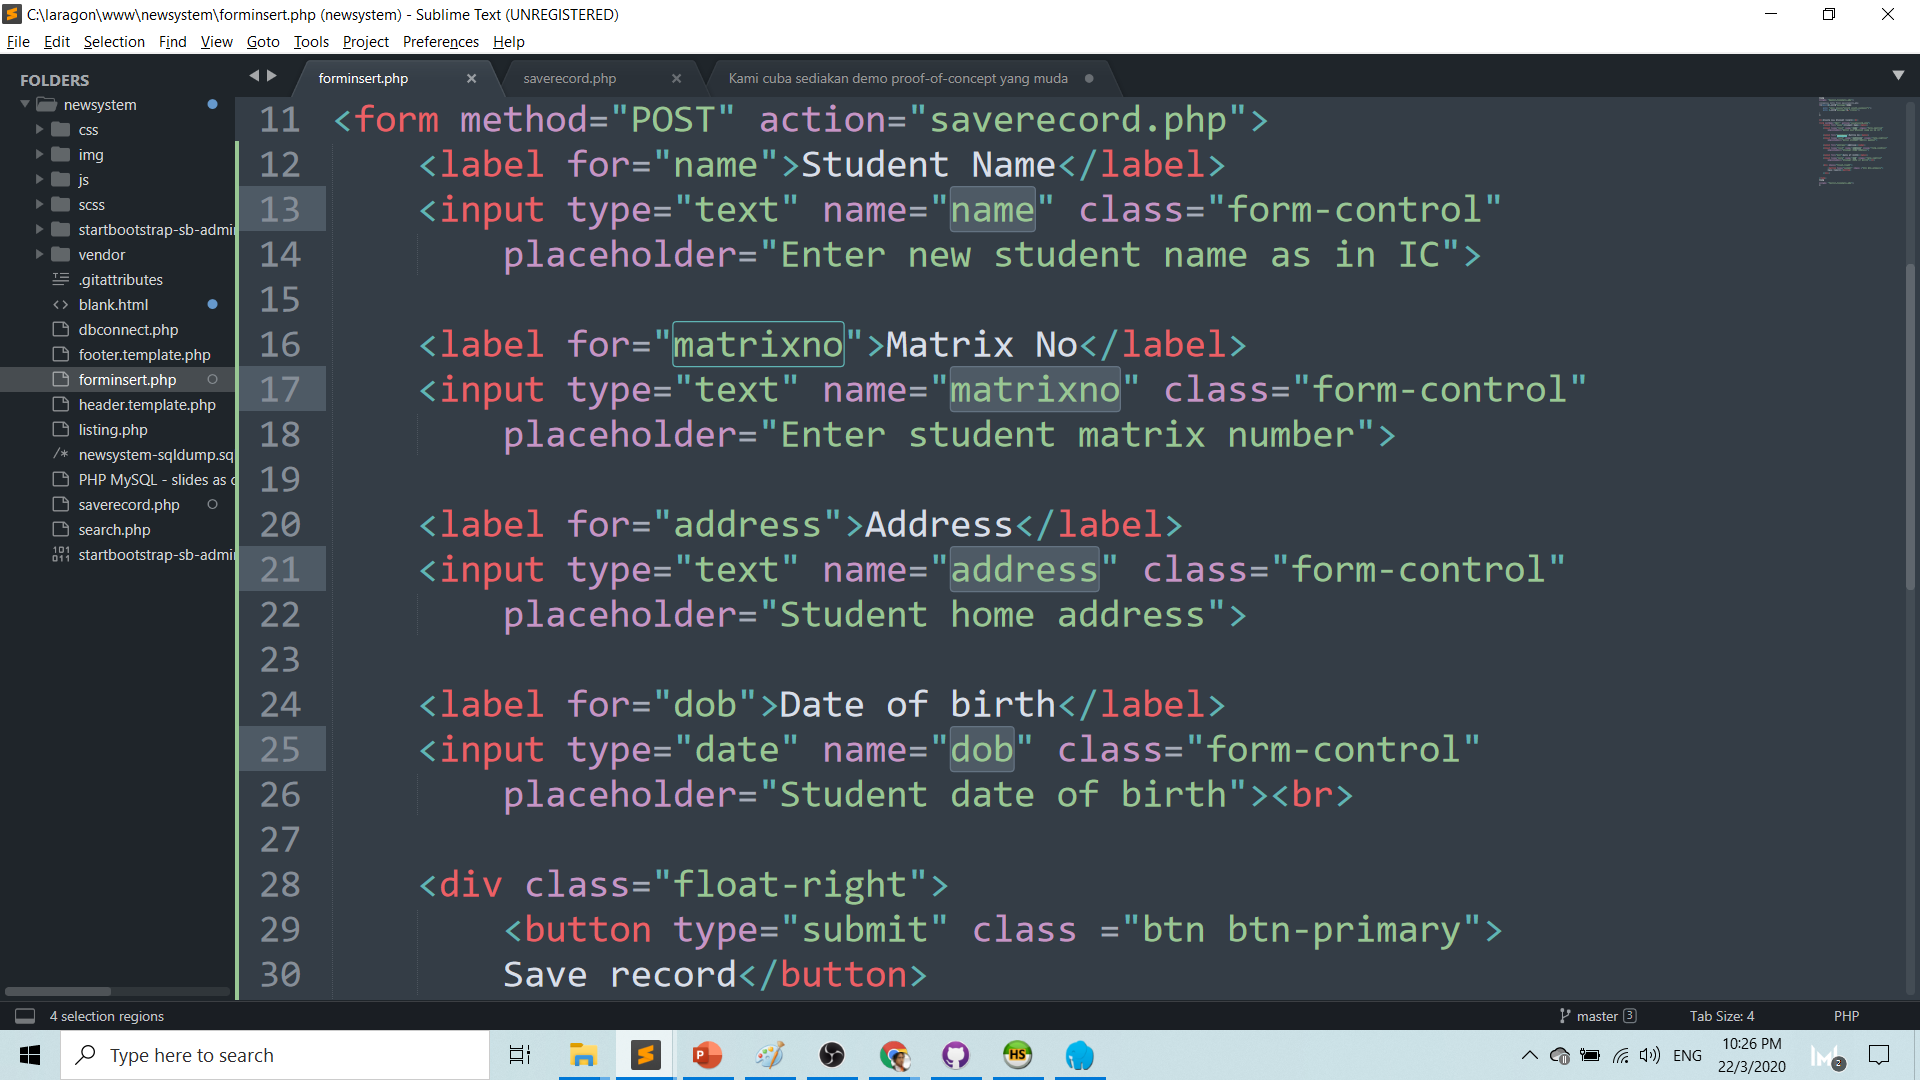 C:\laragon\www\newsystem\forminsert.php (newsystem) - Sublime Text (UNREGISTERED)
File Edit Selection Find View Goto Tools Project Preferences Help
FOLDERS
newsystem
css
img
js
scss
startbootstrap-sb-admi
vendor
.gitattributes
blank.html
dbconnect.php
footer.template.php
forminsert.php
header.template.php
listing.php
newsystem-sqldump.sq
PHP MySQL - slides as
saverecord.php
search.php
startbootstrap-sb-admi
forminsert.php saverecord.php Kami cuba sediakan demo proof-of-concept yang muda
11 <form method="POST" action="saverecord.php">
12 <label for="name">Student Name</label>
13 <input type="text" name="name" class="form-control"
14 placeholder="Enter new student name as in IC">
15
16 <label for="matrixno">Matrix No</label>
17 <input type="text" name="matrixno" class="form-control"
18 placeholder="Enter student matrix number">
19
20 <label for="address">Address</label>
21 <input type="text" name="address" class="form-control"
22 placeholder="Student home address">
23
24 <label for="dob">Date of birth</label>
25 <input type="date" name="dob" class="form-control"
26 placeholder="Student date of birth"><br>
27
28 <div class="float-right">
29 <button type="submit" class ="btn btn-primary">
30 Save record</button>
4 selection regions master 3 Tab Size: 4 PHP
Type here to search
HS
ENG
10:26 PM
22/3/2020
2